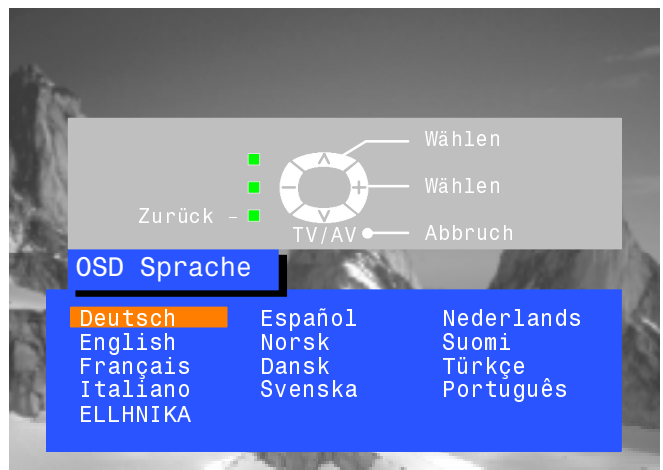 Wählen
Wählen
Zurück –
TV/AV
Abbruch
OSD Sprache
Deutsch Español Nederlands
English Norsk Suomi
Français Dansk Türkçe
Italiano Svenska Português
ELLHNIKA